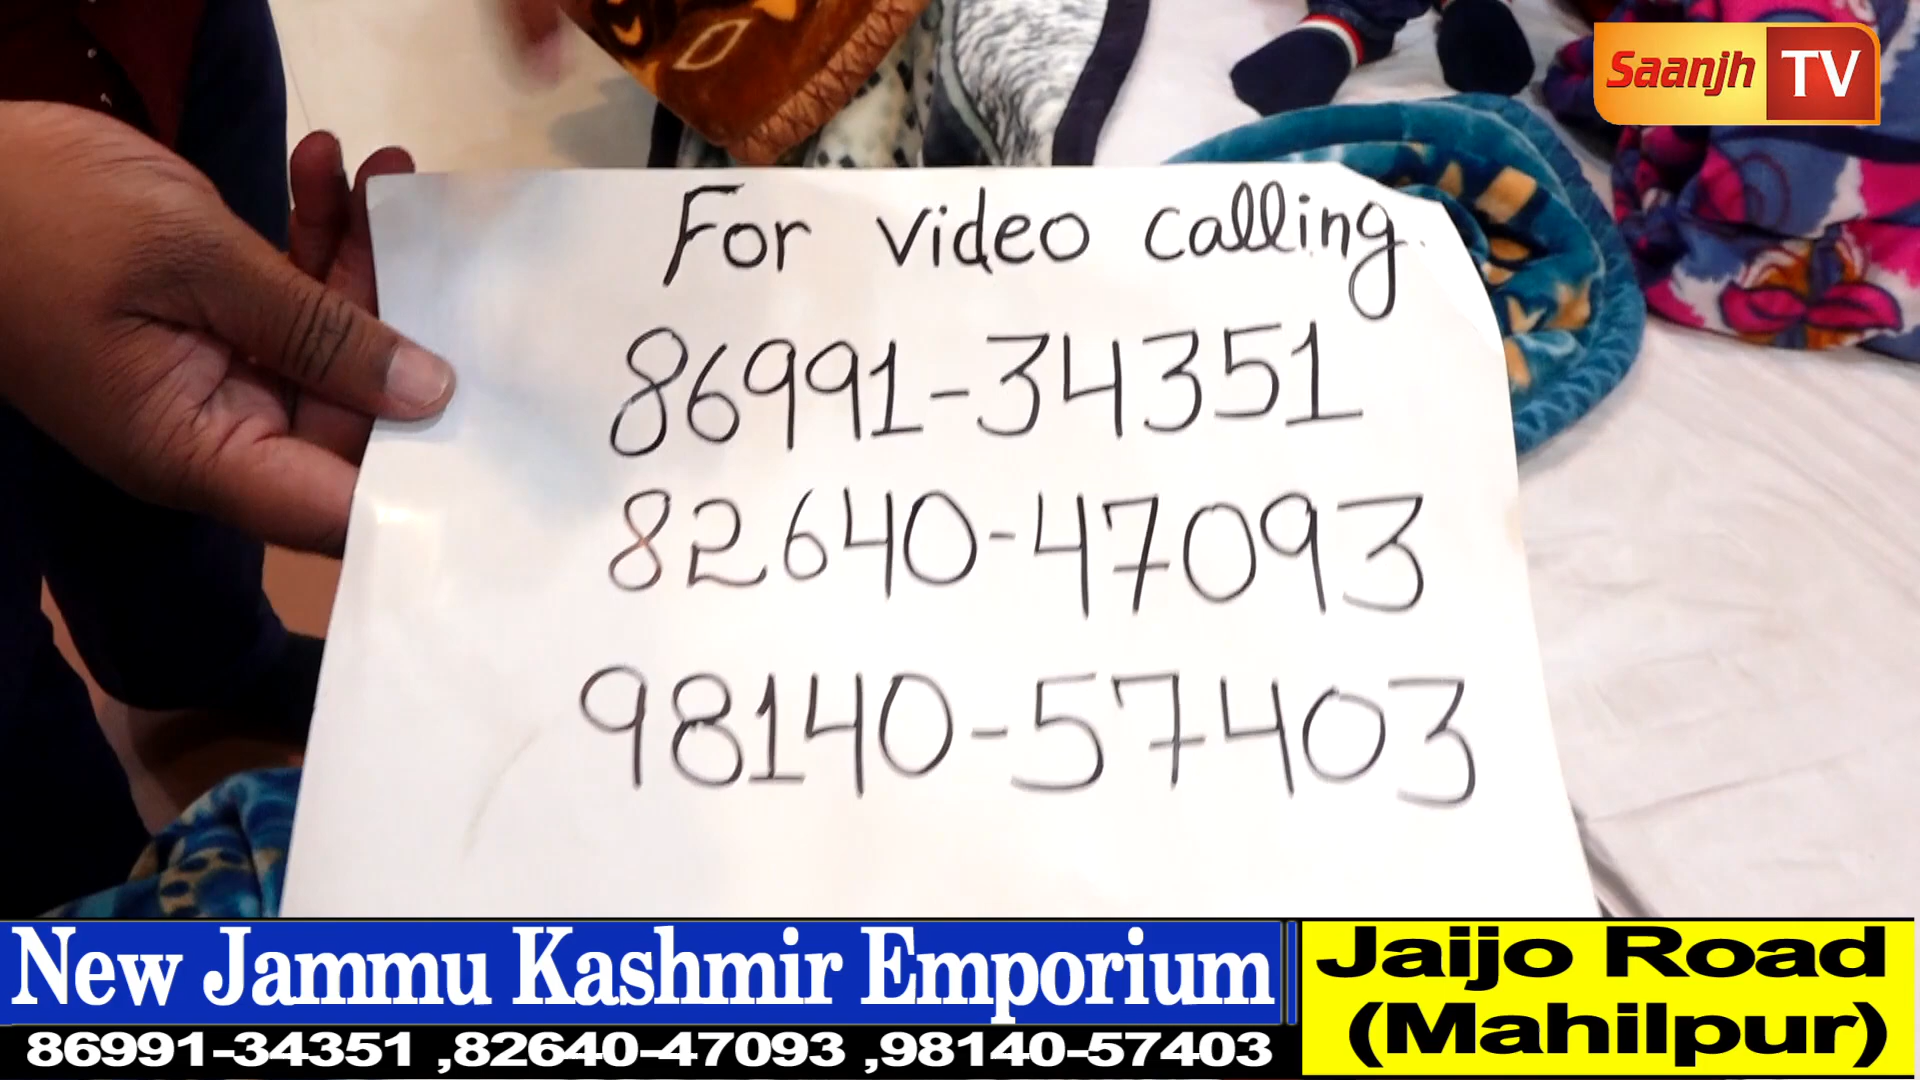 Saanjh TV
For video calling
86991-34351
82640-47093
98140-57403
New Jammu Kashmir Emporium
86991-34351 ,82640-47093 ,98140-57403
Jaijo Road
(Mahilpur)